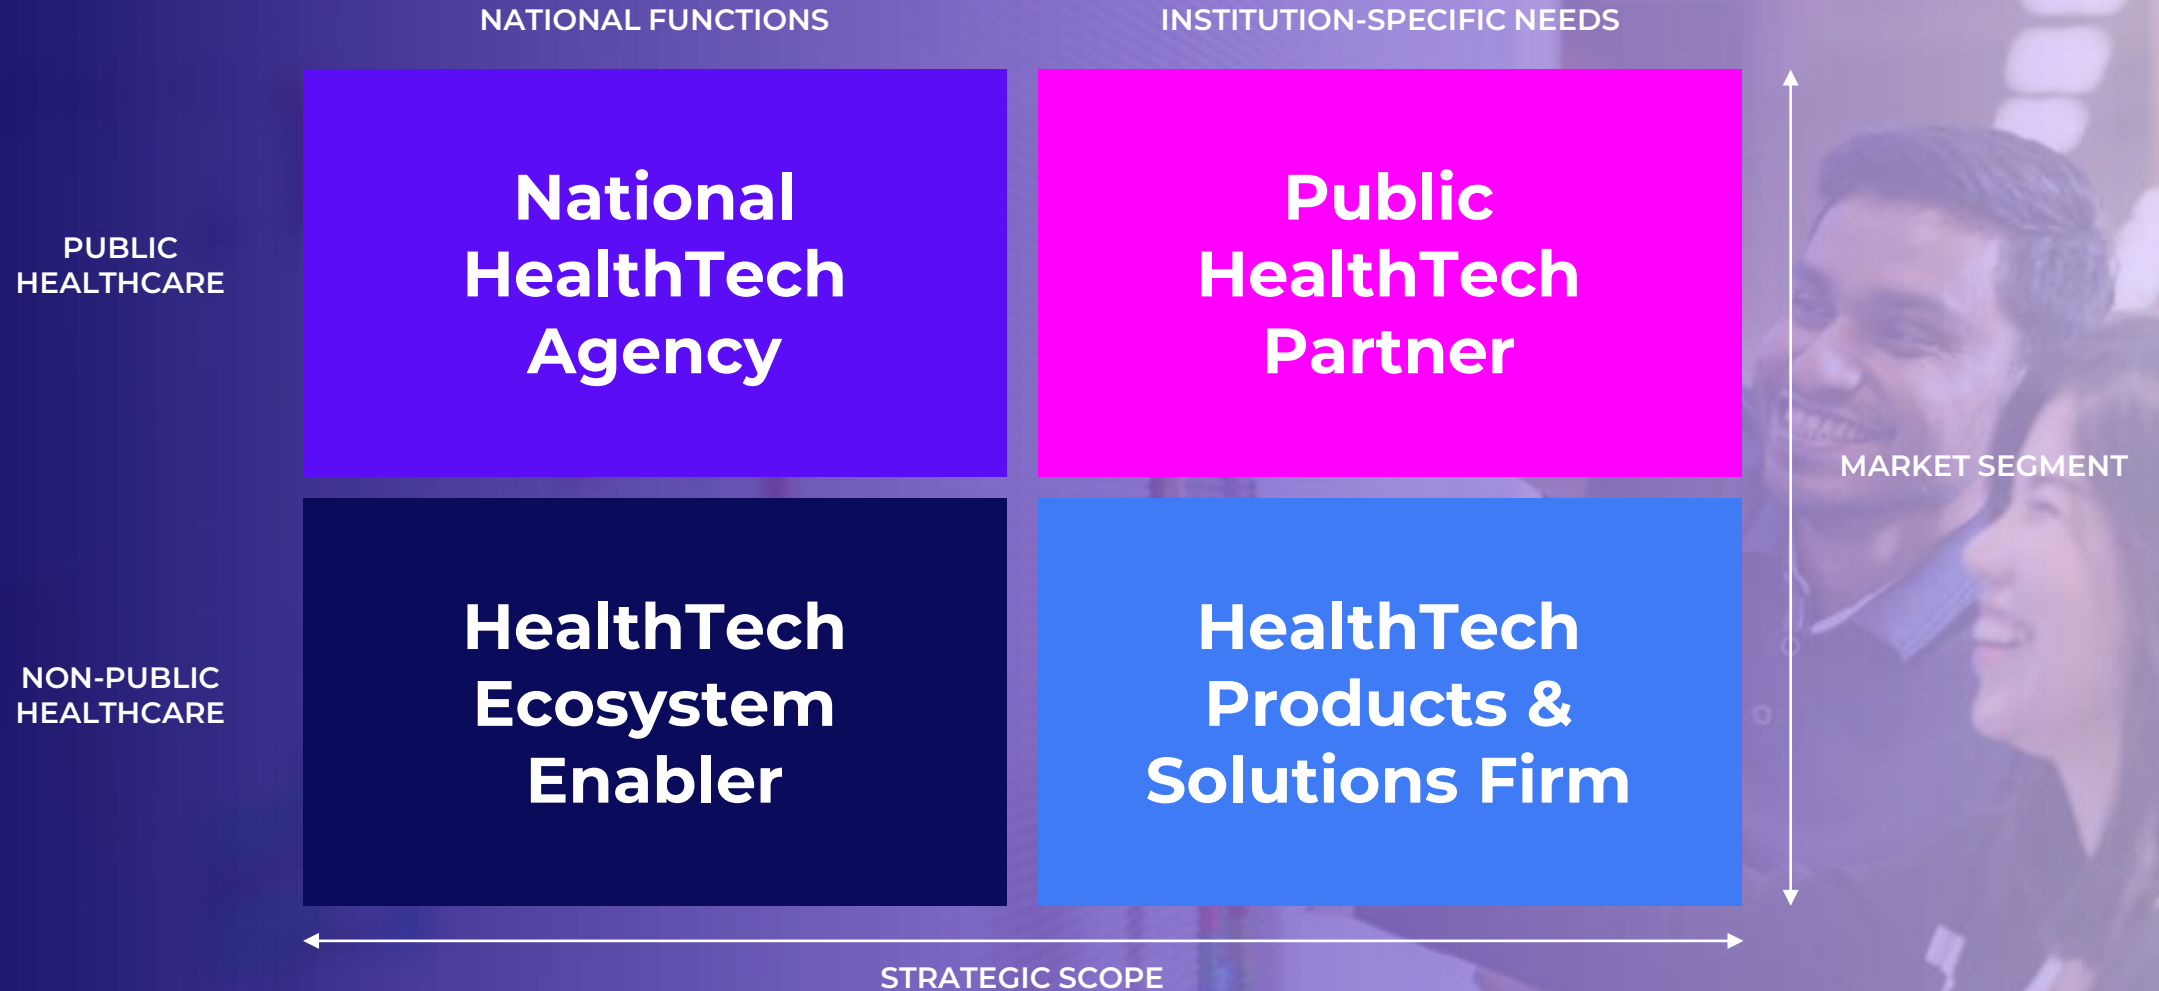 NATIONAL FUNCTIONS
INSTITUTION-SPECIFIC NEEDS
PUBLIC
HEALTHCARE
National
HealthTech
Agency
Public
HealthTech
Partner
MARKET SEGMENT
NON-PUBLIC
HEALTHCARE
HealthTech
Ecosystem
Enabler
HealthTech
Products &
Solutions Firm
STRATEGIC SCOPE